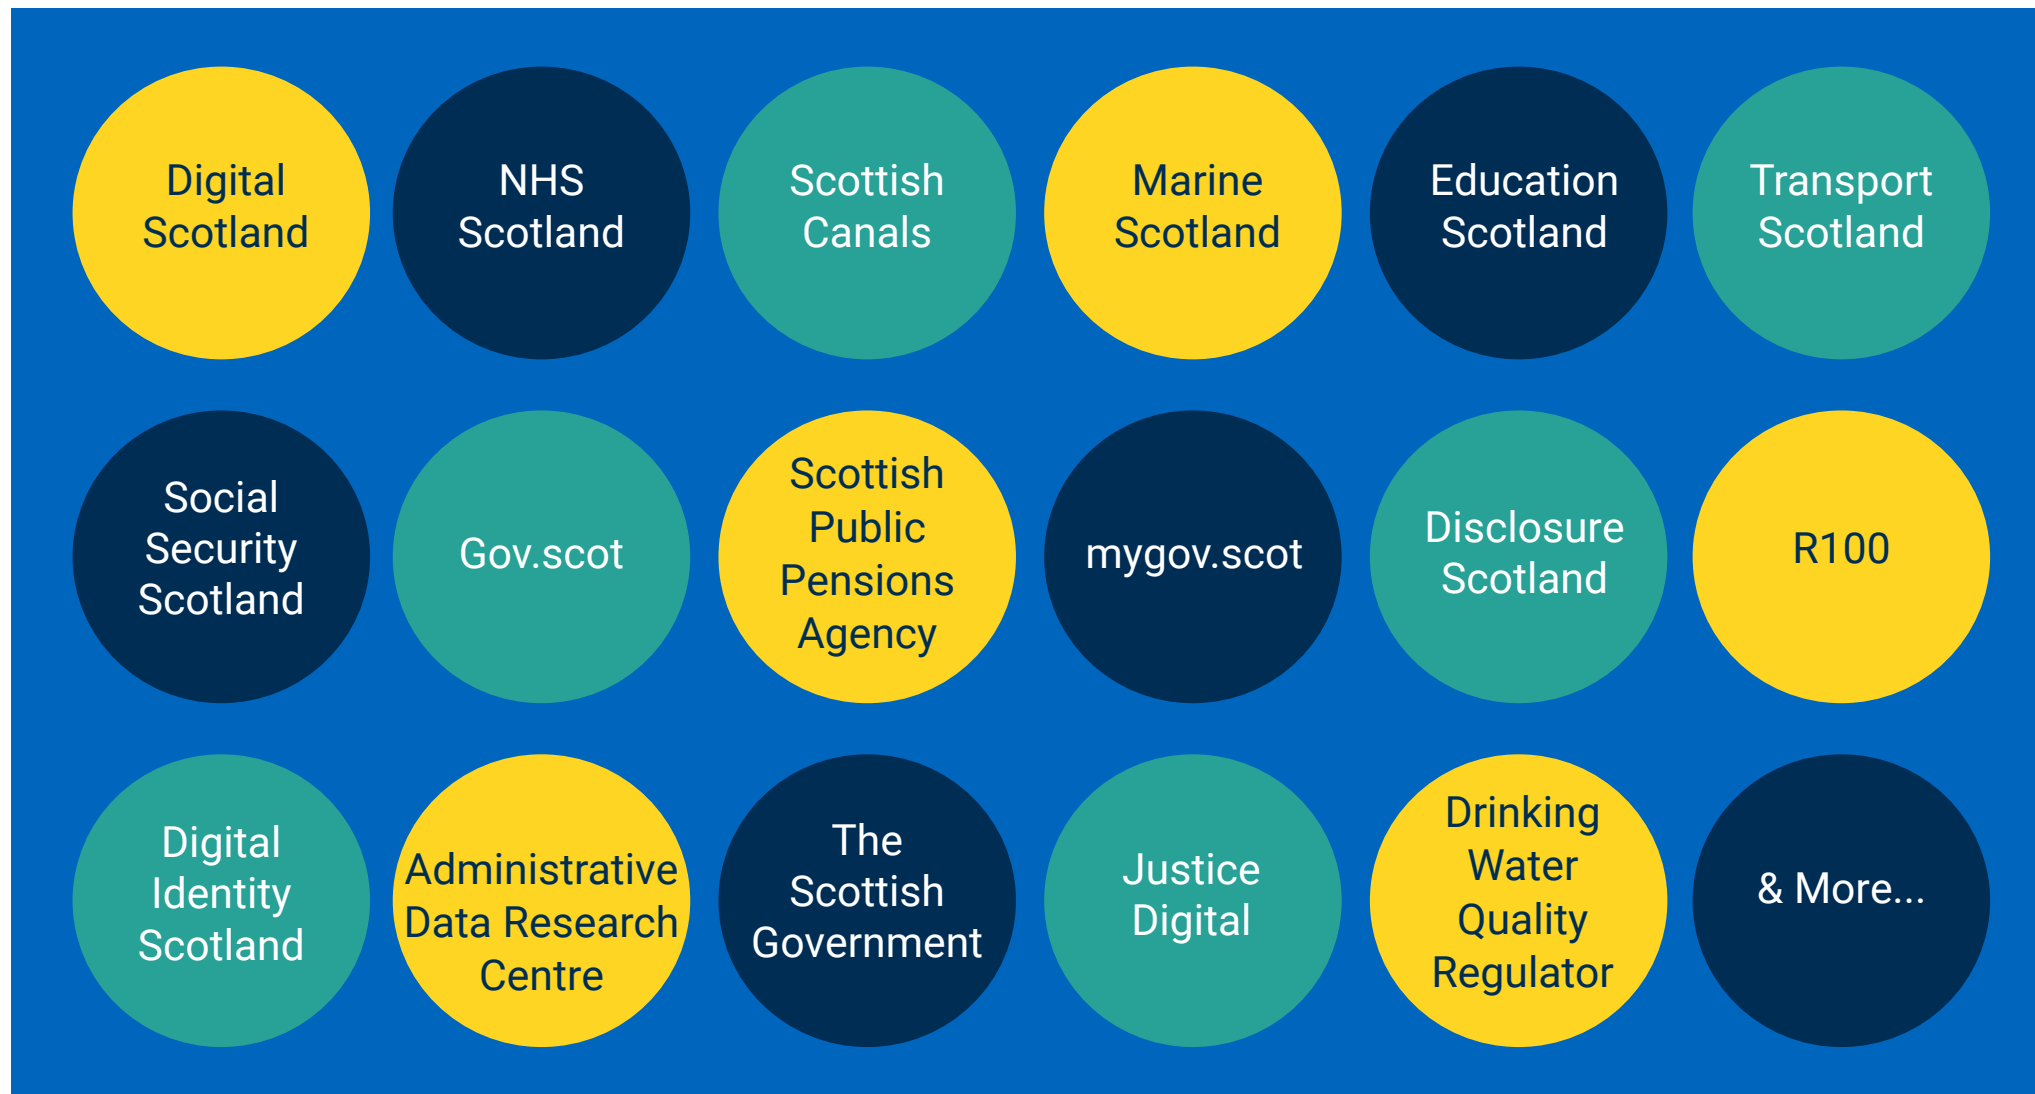 Digital
Scotland
NHS
Scotland
Scottish
Canals
Marine
Scotland
Education
Scotland
Transport
Scotland
Social
Security
Scotland
Gov.scot
Scottish
Public
Pensions
Agency
mygov.scot
Disclosure
Scotland
R100
Digital
Identity
Scotland
Administrative
Data Research
Centre
The
Scottish
Government
Justice
Digital
Drinking
Water
Quality
Regulator
& More...